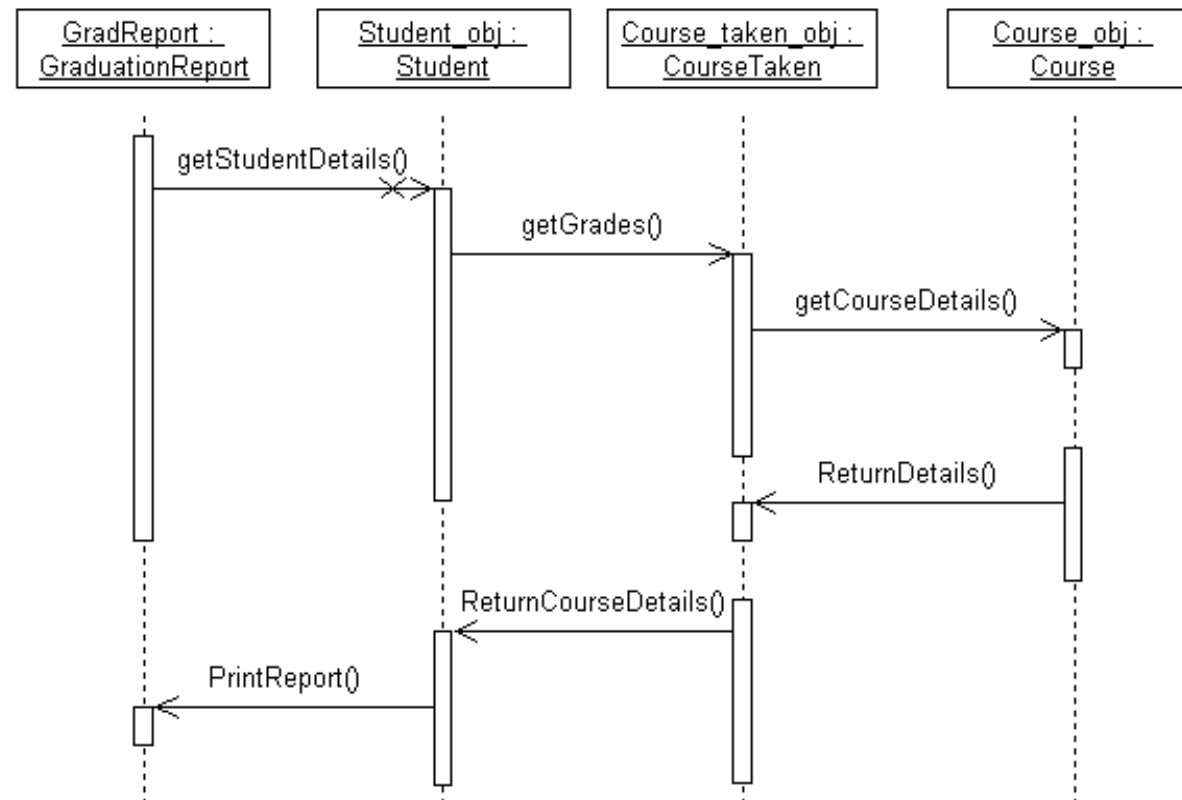 GradReport :
GraduationReport
Student_obj :
Student
Course_taken_obj :
CourseTaken
Course_obj :
Course
getStudentDetails()
getGrades()
getCourseDetails()
ReturnDetails()
ReturnCourseDetails()
PrintReport()